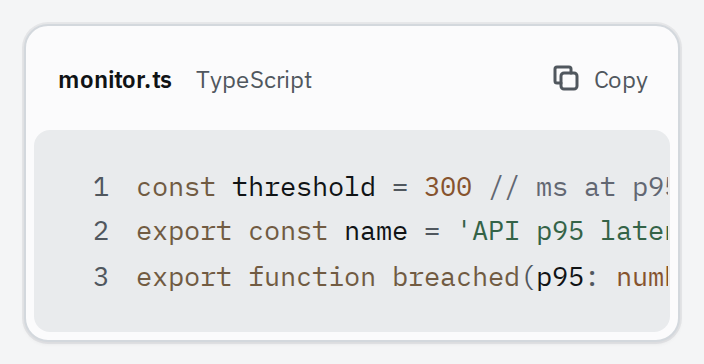 monitor.ts TypeScript Copy
1 const threshold = 300 // ms at
2 export const name = 'API p95
3 export function breached(p95: